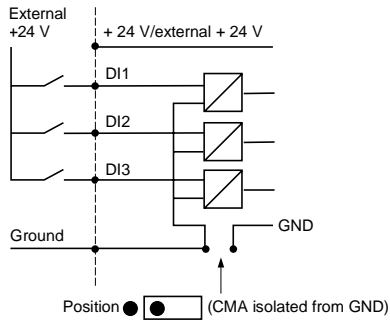 External
+24 V
+ 24 V/external + 24 V
DI1
DI2
DI3
GND
Ground
Position (CMA isolated from GND)